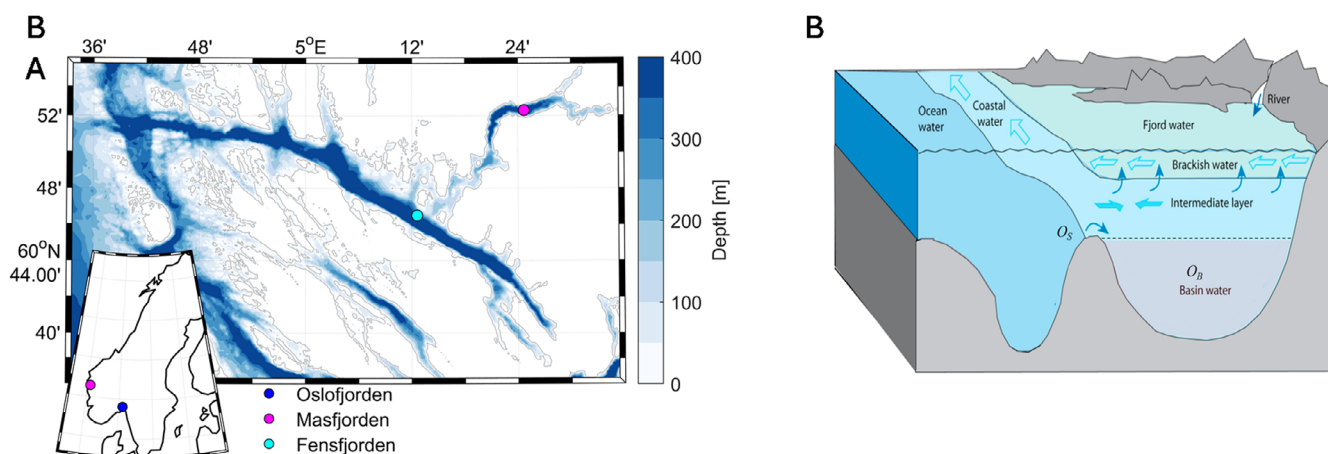 B
36' 48' 5°E 12' 24'
A
52'
48'
60°N
44.00'
40'
400
300
200
100
0
Depth [m]
Oslofjorden
Masfjorden
Fensfjorden
B
Ocean
water
Coastal
water
River
Fjord water
Brackish water
Intermediate layer
O_S
O_B
Basin water